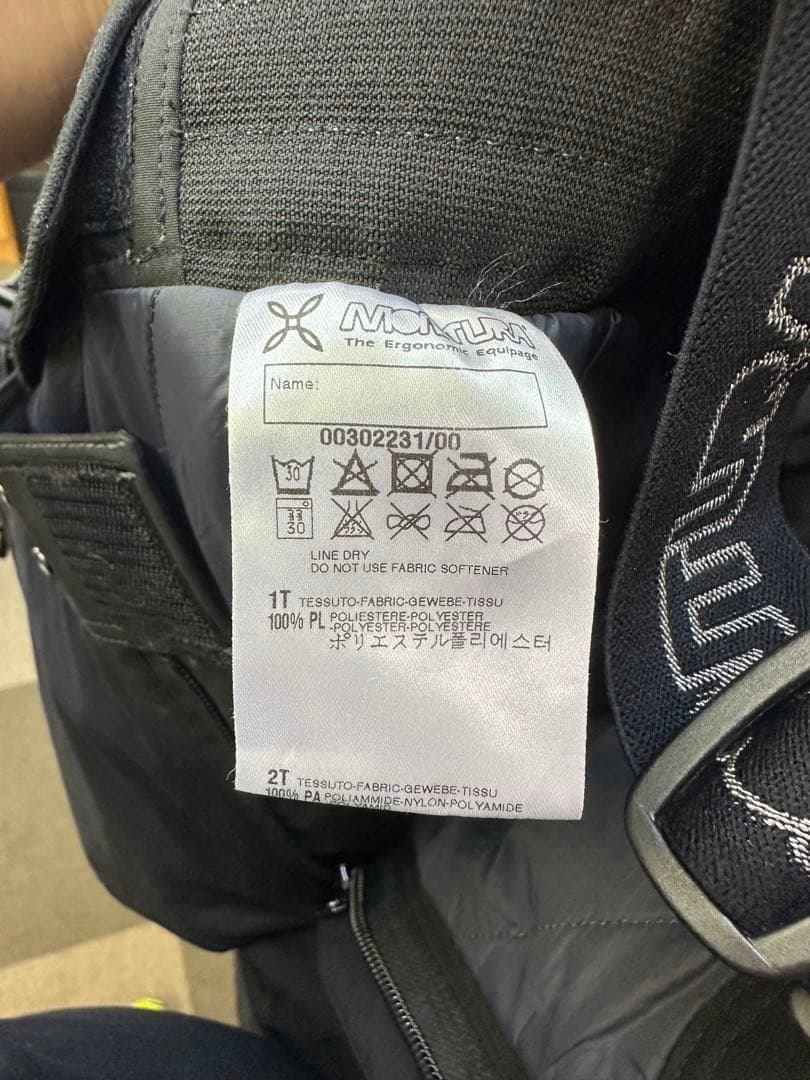 MONTURA
The Ergonomic Equipage
Name:
00302231/00
30
30
LINE DRY
DO NOT USE FABRIC SOFTENER
1T TESSUTO-FABRIC-GEWEBE-TISSU
100% PL POLIESTERE-POLYESTER
-POLYESTER-POLYESTERE
ポリエステル폴리에스터
2T TESSUTO-FABRIC-GEWEBE-TISSU
100% PA POLIAMMIDE-NYLON-POLYAMIDE